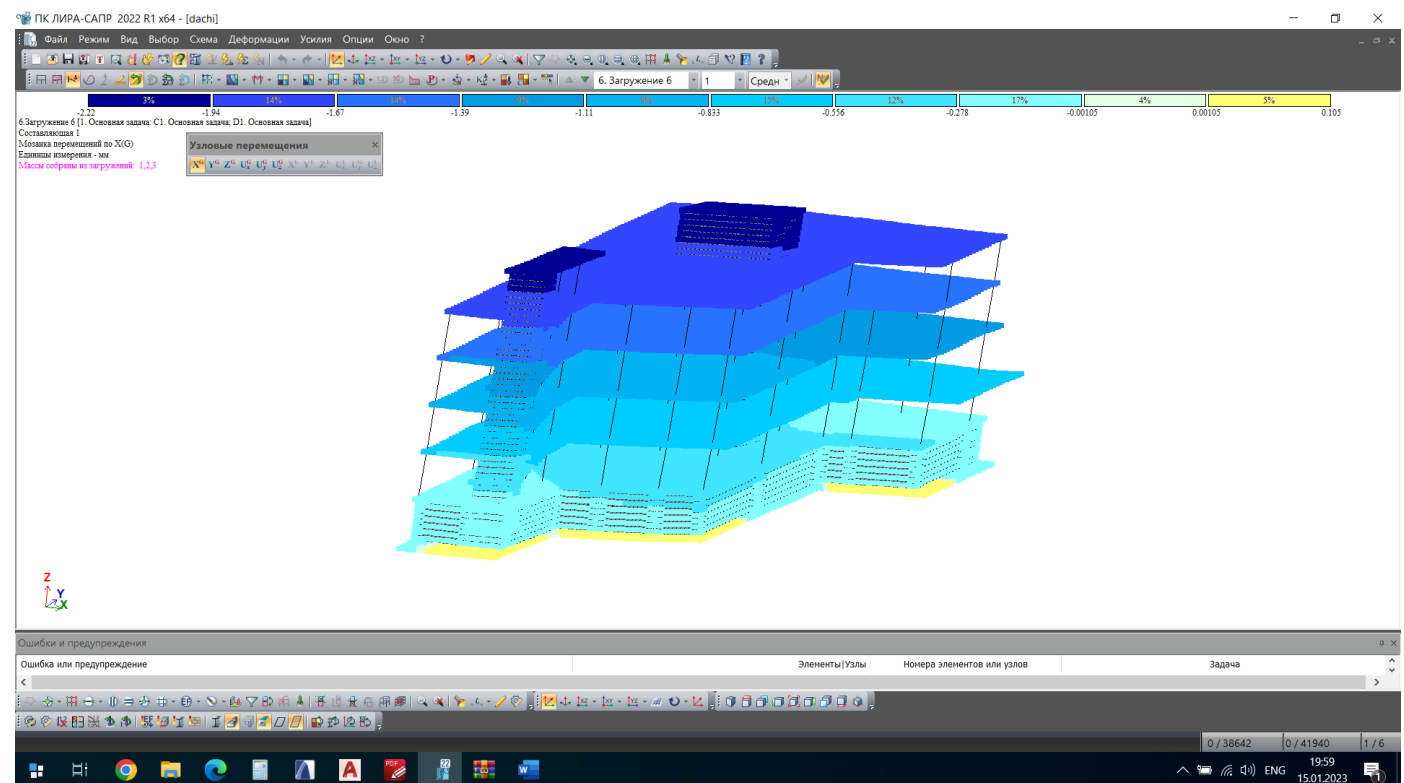 ПК ЛИРА-САПР 2022 R1 x64 - [dachi]
Файл Режим Вид Выбор Схема Деформации Усилия Опции Окно ?
6. Загружение 6 1 Средн
3% 14% 14% 9% 12% 17% 4% 5%
-2.22 -1.94 -1.67 -1.39 -1.11 -0.833 -0.556 -0.278 -0.00105 0.00105 0.105
6.Загружение 6 [1. Основная задача: C1. Основная задача; D1. Основная задача]
Составляющая 1
Мозаика перемещений по X(G)
Единицы измерения - мм
Массы собраны из загружений: 1,2,3
Узловые перемещения
Z
Y
X
Ошибки и предупреждения
Ошибка или предупреждение Элементы|Узлы Номера элементов или узлов Задача
0 / 38642 0 / 41940 1 / 6
ENG 19:59
15.01.2023